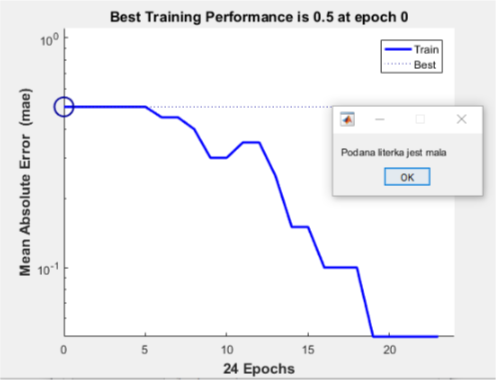 Best Training Performance is 0.5 at epoch 0
Mean Absolute Error (mae)
10^0
10^-1
Train
Best
Podana literka jest mala
OK
0 5 10 15 20
24 Epochs